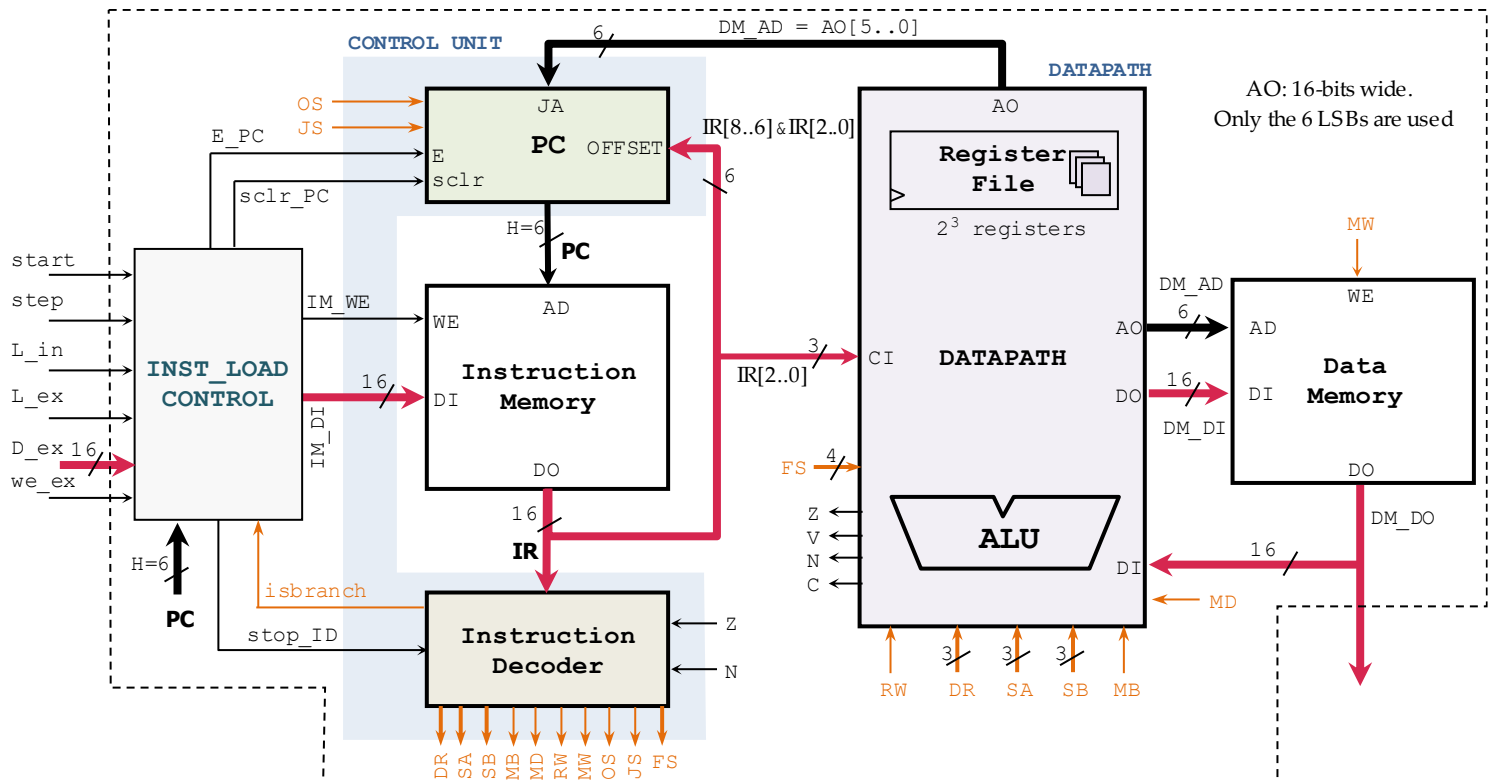 6
DM_AD = AO[5..0]
CONTROL UNIT
DATAPATH
AO: 16-bits wide.
Only the 6 LSBs are used
OS
JS
JA
PC
OFFSET
E
sclr
E_PC
sclr_PC
IR[8..6] & IR[2..0]
6
AO
Register
File
2³ registers
H=6
PC
MW
start
step
L_in
L_ex
D_ex
16
we_ex
INST_LOAD
CONTROL
IM_WE
16
IM_DI
AD
WE
Instruction
Memory
DI
DO
3
IR[2..0]
CI
DATAPATH
AO
DO
DM_AD
6
16
DM_DI
WE
AD
Data
Memory
DI
DO
FS
4
Z
V
N
C
ALU
DI
16
DM_DO
MD
16
IR
H=6
PC
isbranch
stop_ID
Instruction
Decoder
Z
N
RW
3
DR
3
SA
3
SB
MB
DR
SA
SB
MB
MD
RW
MW
OS
JS
FS